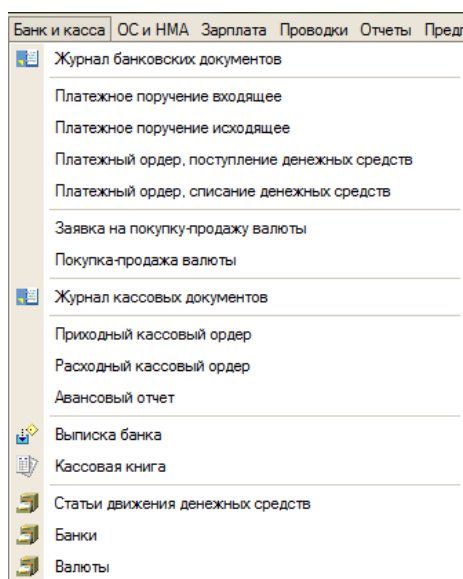 Банк и касса ОС и НМА Зарплата Проводки Отчеты
Журнал банковских документов
Платежное поручение входящее
Платежное поручение исходящее
Платежный ордер, поступление денежных средств
Платежный ордер, списание денежных средств
Заявка на покупку-продажу валюты
Покупка-продажа валюты
Журнал кассовых документов
Приходный кассовый ордер
Расходный кассовый ордер
Авансовый отчет
Выписка банка
Кассовая книга
Статьи движения денежных средств
Банки
Валюты